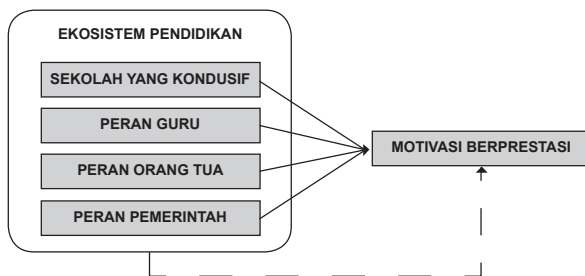 EKOSISTEM PENDIDIKAN
SEKOLAH YANG KONDUSIF
PERAN GURU
PERAN ORANG TUA
PERAN PEMERINTAH
MOTIVASI BERPRESTASI